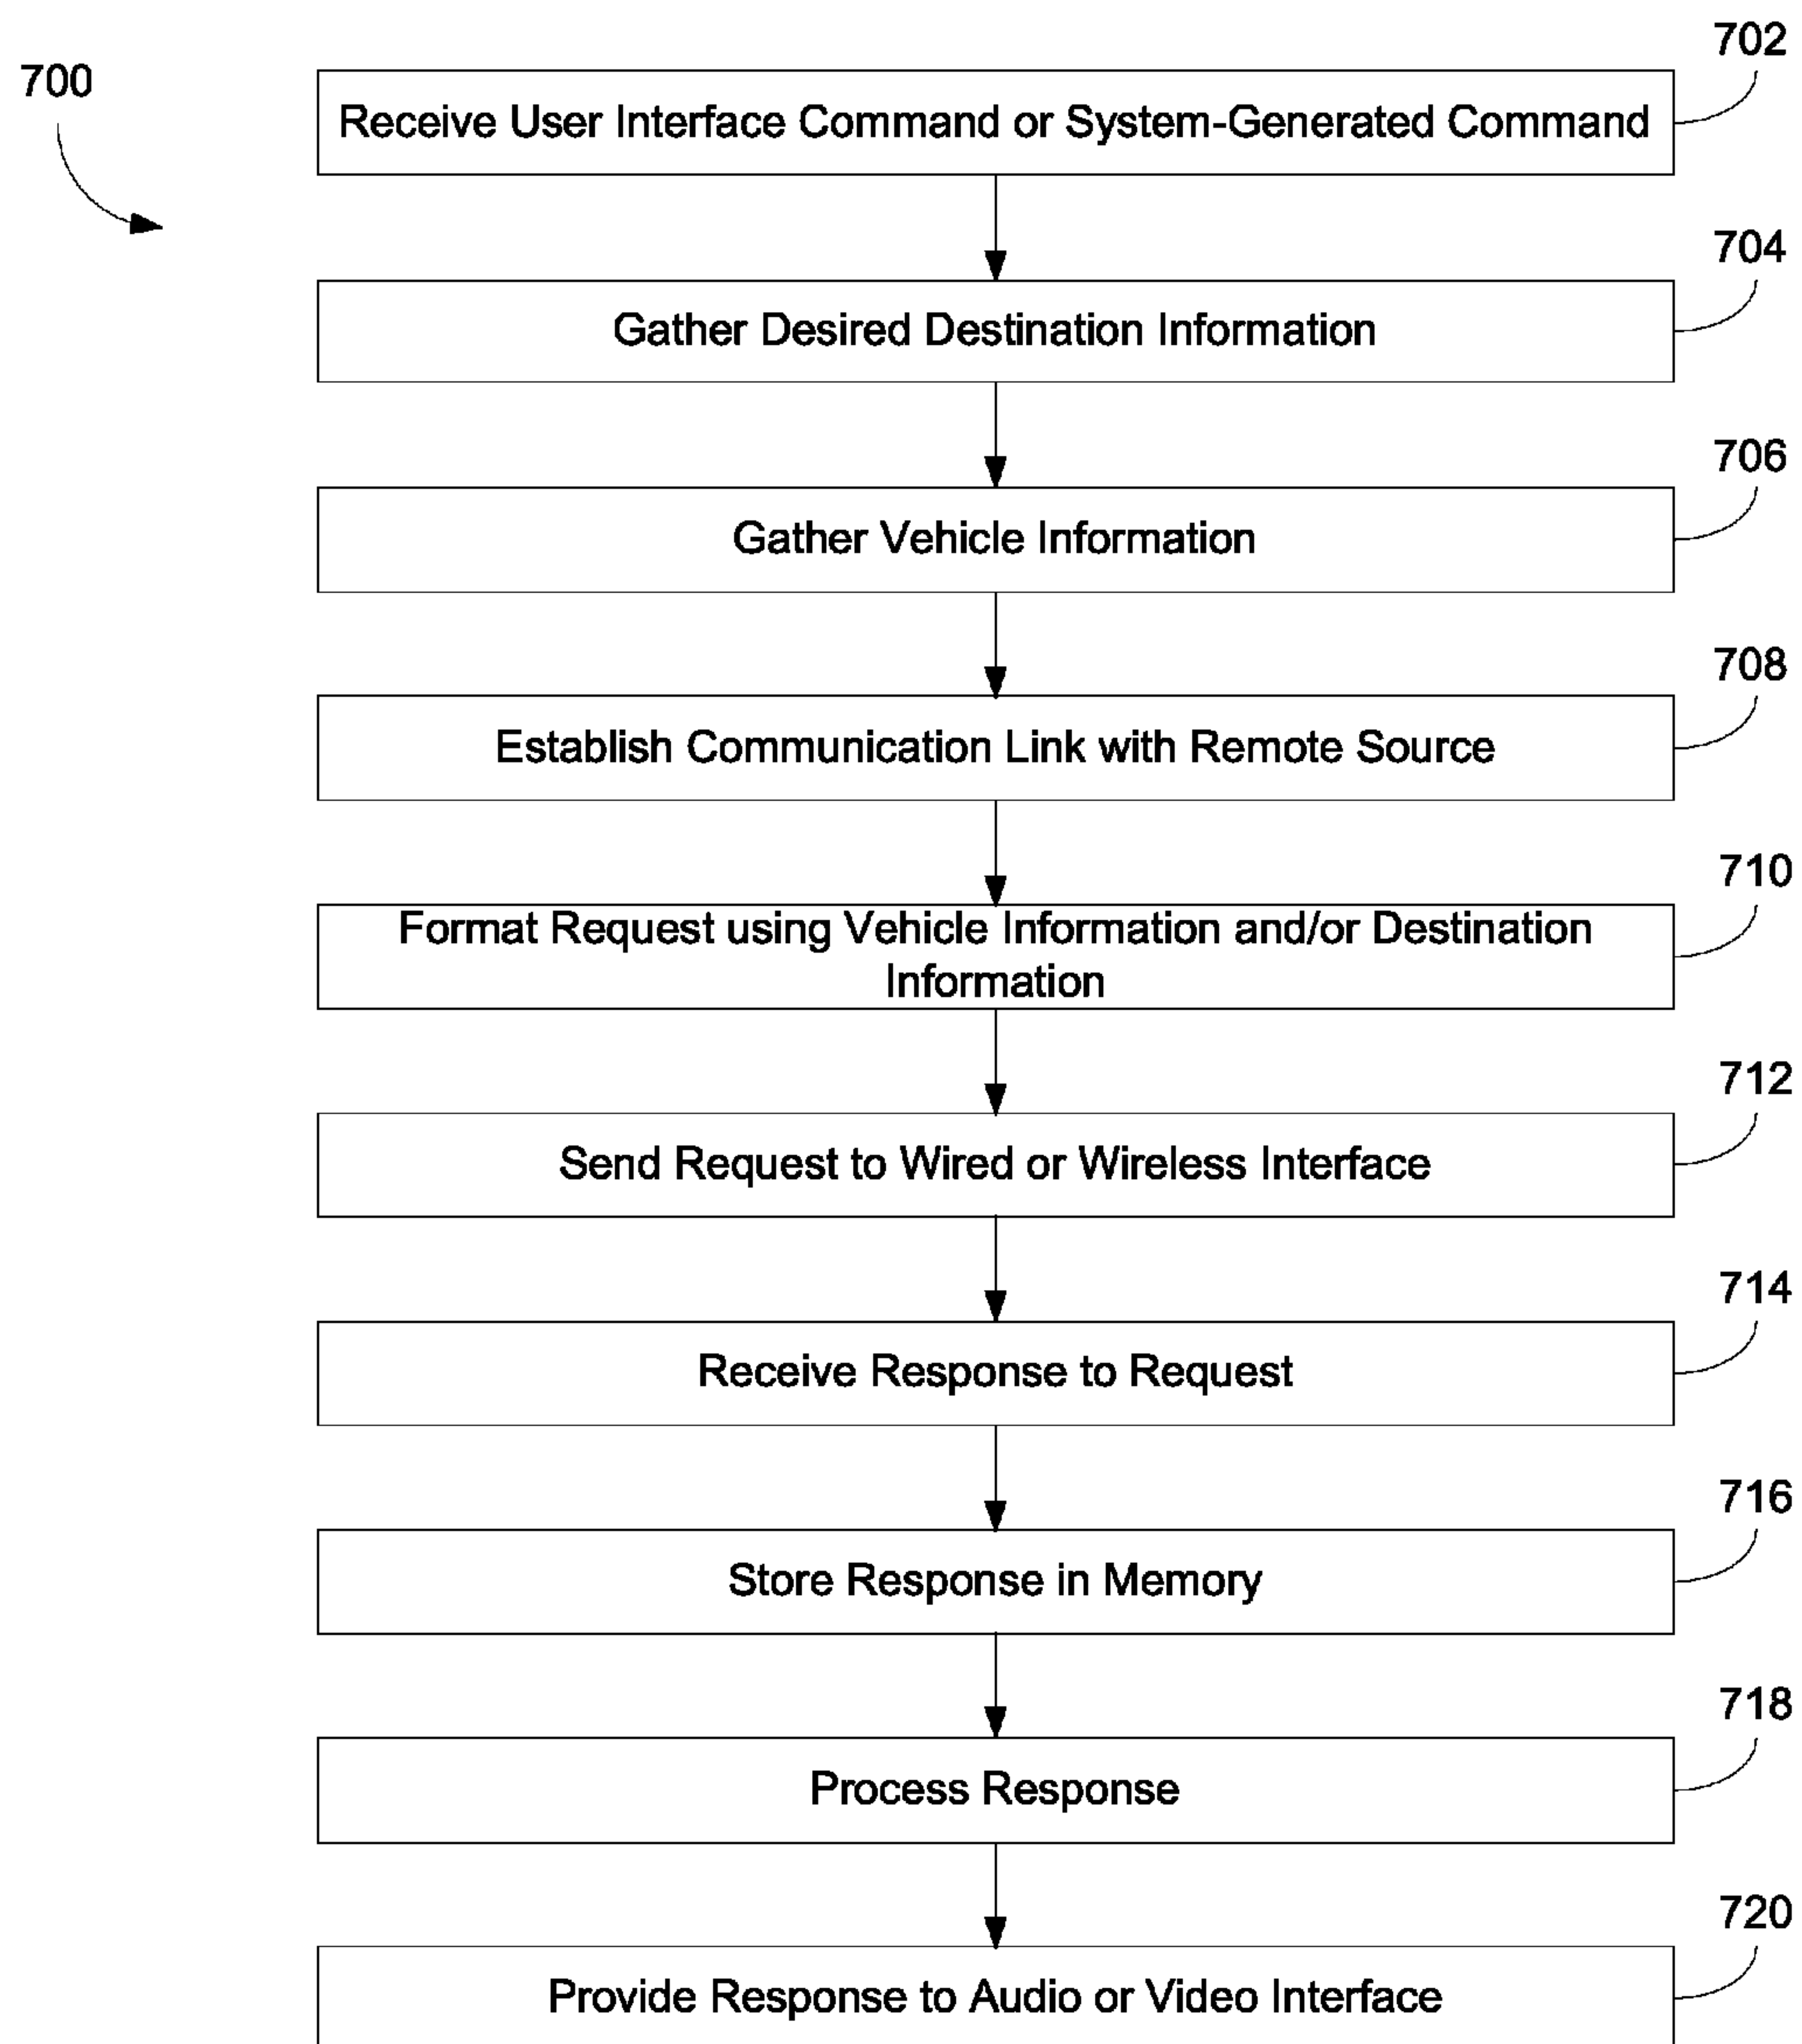 700
702
Receive User Interface Command or System-Generated Command
704
Gather Desired Destination Information
706
Gather Vehicle Information
708
Establish Communication Link with Remote Source
710
Format Request using Vehicle Information and/or Destination
Information
712
Send Request to Wired or Wireless Interface
714
Receive Response to Request
716
Store Response in Memory
718
Process Response
720
Provide Response to Audio or Video Interface